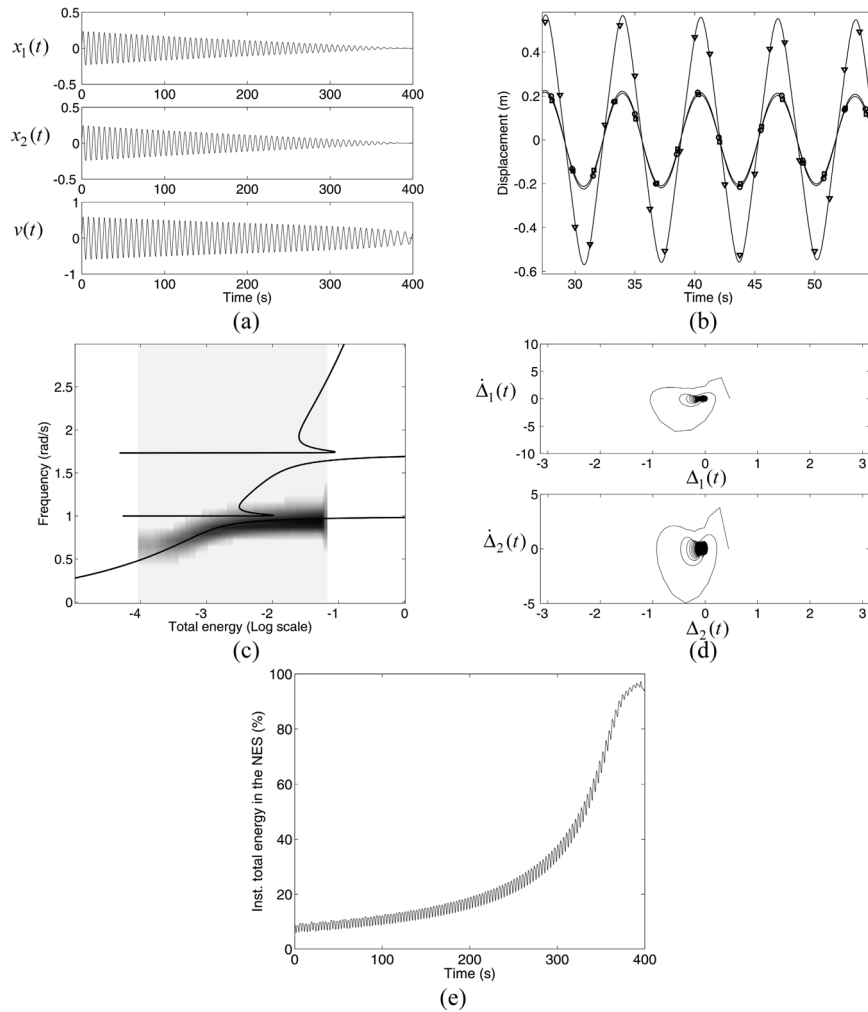 0.5
x₁(t)
0
-0.5
0 100 200 300 400
0.5
x₂(t)
0
-0.5
0 100 200 300 400
1
v(t)
0
-1
0 100 200 300 400
Time (s)
(a)
Displacement (m)
0.4
0.2
0
-0.2
-0.4
-0.6
30 35 40 45 50
Time (s)
(b)
Frequency (rad/s)
2.5
2
1.5
1
0.5
0
-4 -3 -2 -1 0
Total energy (Log scale)
(c)
10
5
Δ̇₁(t)
0
-5
-10
-3 -2 -1 0 1 2 3
Δ₁(t)
5
Δ̇₂(t)
0
-5
-3 -2 -1 0 1 2 3
Δ₂(t)
(d)
Inst. total energy in the NES (%)
100
80
60
40
20
0
0 100 200 300 400
Time (s)
(e)